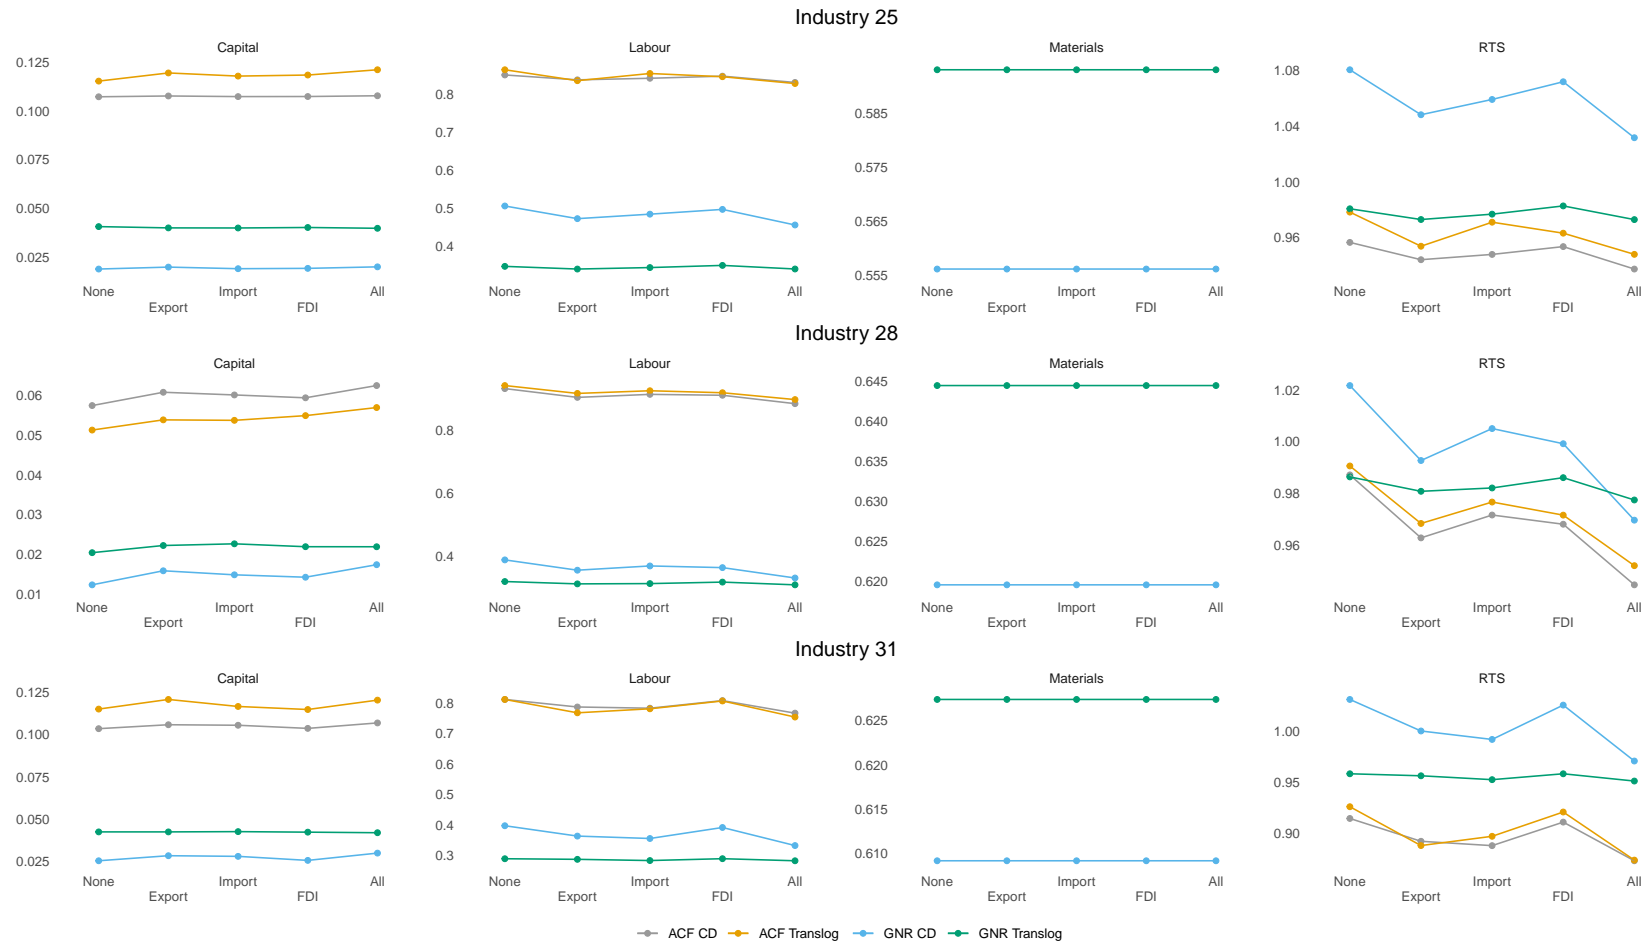 Industry 25
Capital
Labour
Materials
RTS
0.125
0.100
0.075
0.050
0.025
None
Export
Import
FDI
All
0.8
0.7
0.6
0.5
0.4
None
Export
Import
FDI
All
0.585
0.575
0.565
0.555
None
Export
Import
FDI
All
1.08
1.04
1.00
0.96
None
Export
Import
FDI
All
Industry 28
Capital
Labour
Materials
RTS
0.06
0.05
0.04
0.03
0.02
0.01
None
Export
Import
FDI
All
0.8
0.6
0.4
None
Export
Import
FDI
All
0.645
0.640
0.635
0.630
0.625
0.620
None
Export
Import
FDI
All
1.02
1.00
0.98
0.96
None
Export
Import
FDI
All
Industry 31
Capital
Labour
Materials
RTS
0.125
0.100
0.075
0.050
0.025
None
Export
Import
FDI
All
0.8
0.7
0.6
0.5
0.4
0.3
None
Export
Import
FDI
All
0.625
0.620
0.615
0.610
None
Export
Import
FDI
All
1.00
0.95
0.90
None
Export
Import
FDI
All
ACF CD ACF Translog GNR CD GNR Translog